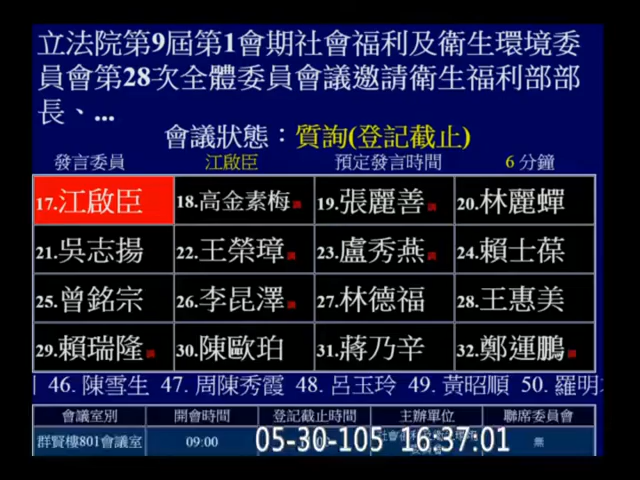 立法院第9屆第1會期社會福利及衛生環境委
員會第28次全體委員會議邀請衛生福利部部
長、...
會議狀態：質詢(登記截止)
發言委員 江啟臣 預定發言時間 6 分鐘
17.江啟臣 18.高金素梅 19.張麗善 20.林麗蟬
21.吳志揚 22.王榮璋 23.盧秀燕 24.賴士葆
25.曾銘宗 26.李昆澤 27.林德福 28.王惠美
29.賴瑞隆 30.陳歐珀 31.蔣乃辛 32.鄭運鵬
46. 陳雪生 47. 周陳秀霞 48. 呂玉玲 49. 黃昭順 50. 羅明
會議室別 開會時間 登記截止時間 主辦單位 聯席委員會
群賢樓801會議室 09:00 無
05-30-105 16:37:01